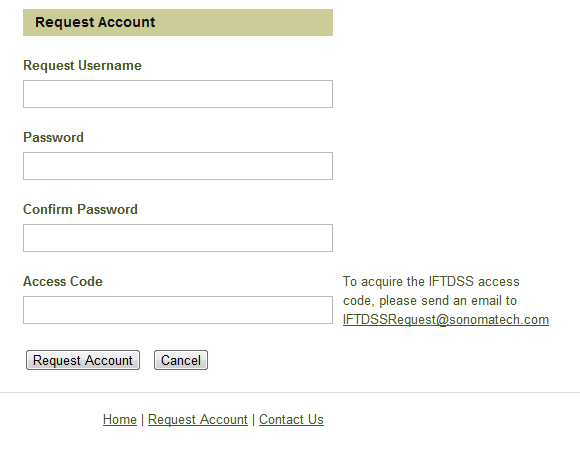 Request Account
Request Username
Password
Confirm Password
Access Code
To acquire the IFTDSS access
code, please send an email to
IFTDSSRequest@sonomatech.com
Request Account Cancel
Home | Request Account | Contact Us